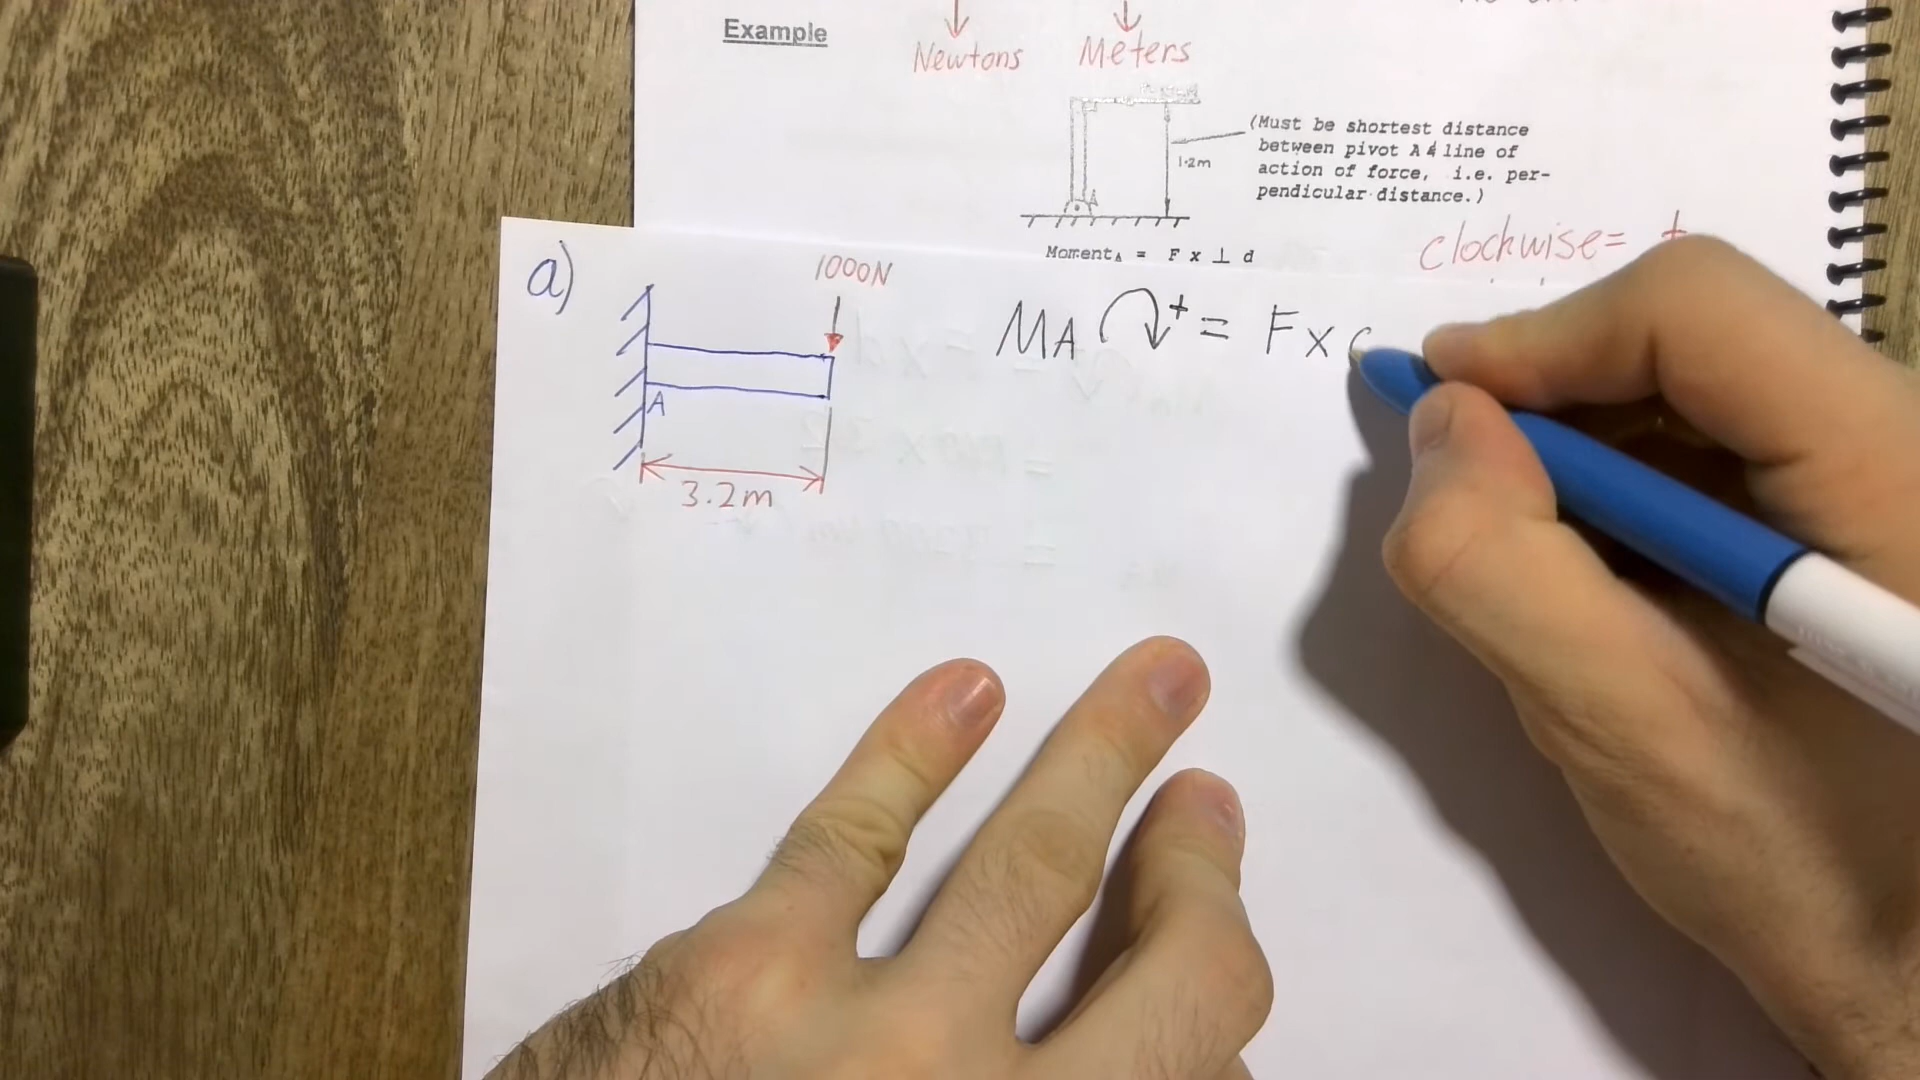 Example
Newtons Meters
(Must be shortest distance
between pivot A & line of
action of force, i.e. per-
pendicular distance.)
1.2m
A
Moment A = F x ⊥ d
clockwise= +
a)
1000N
A
3.2m
MA + = F x